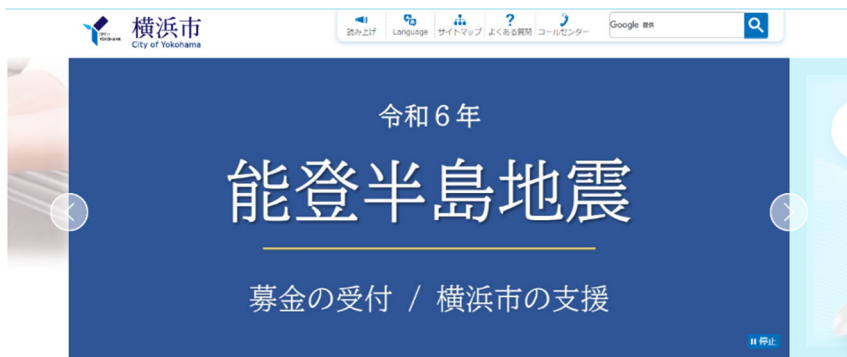 OPEN YOKOHAMA
横浜市
City of Yokohama
読み上げ
Language
サイトマップ
よくある質問
コールセンター
Google 提供
令和6年
能登半島地震
募金の受付 / 横浜市の支援
停止